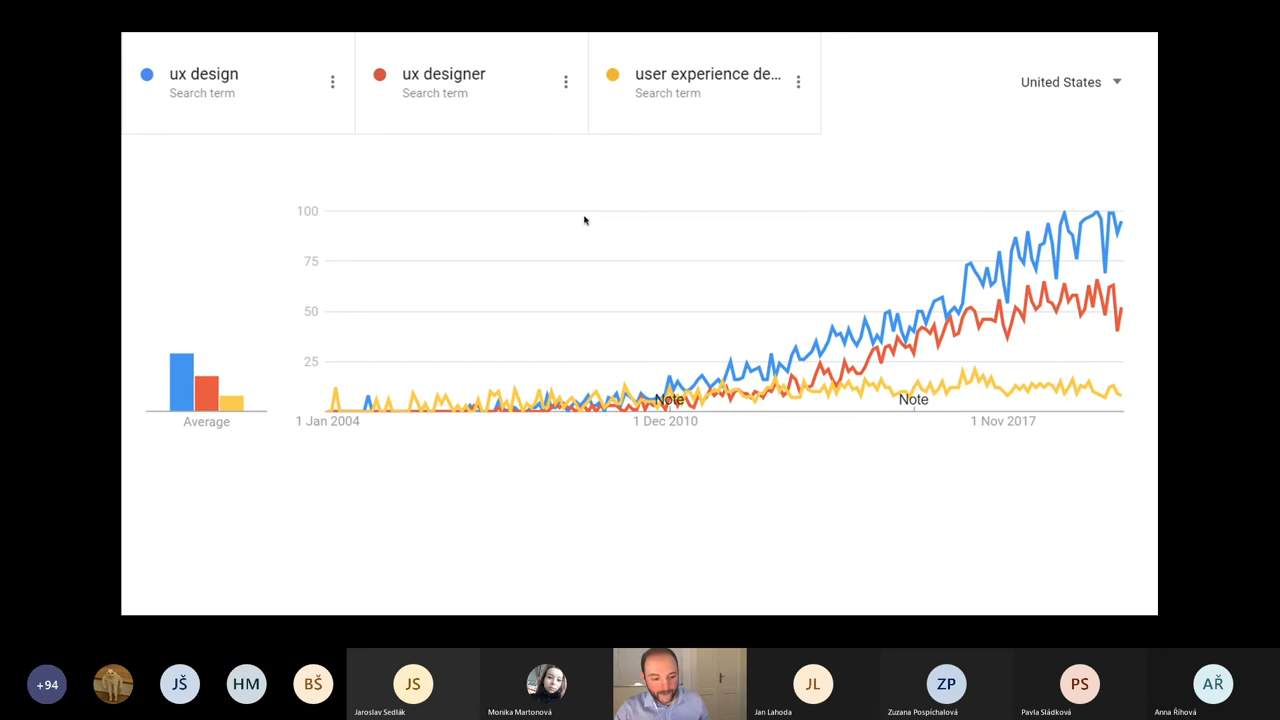 ux design
Search term
ux designer
Search term
user experience de...
Search term
United States
100
75
50
25
Note
Note
Average
1 Jan 2004
1 Dec 2010
1 Nov 2017
+94
JŠ
HM
BŠ
JS
JL
ZP
PS
AŘ
Jaroslav Sedlák
Monika Martonová
Jan Lahoda
Zuzana Pospíchalová
Pavla Sládková
Anna Říhová